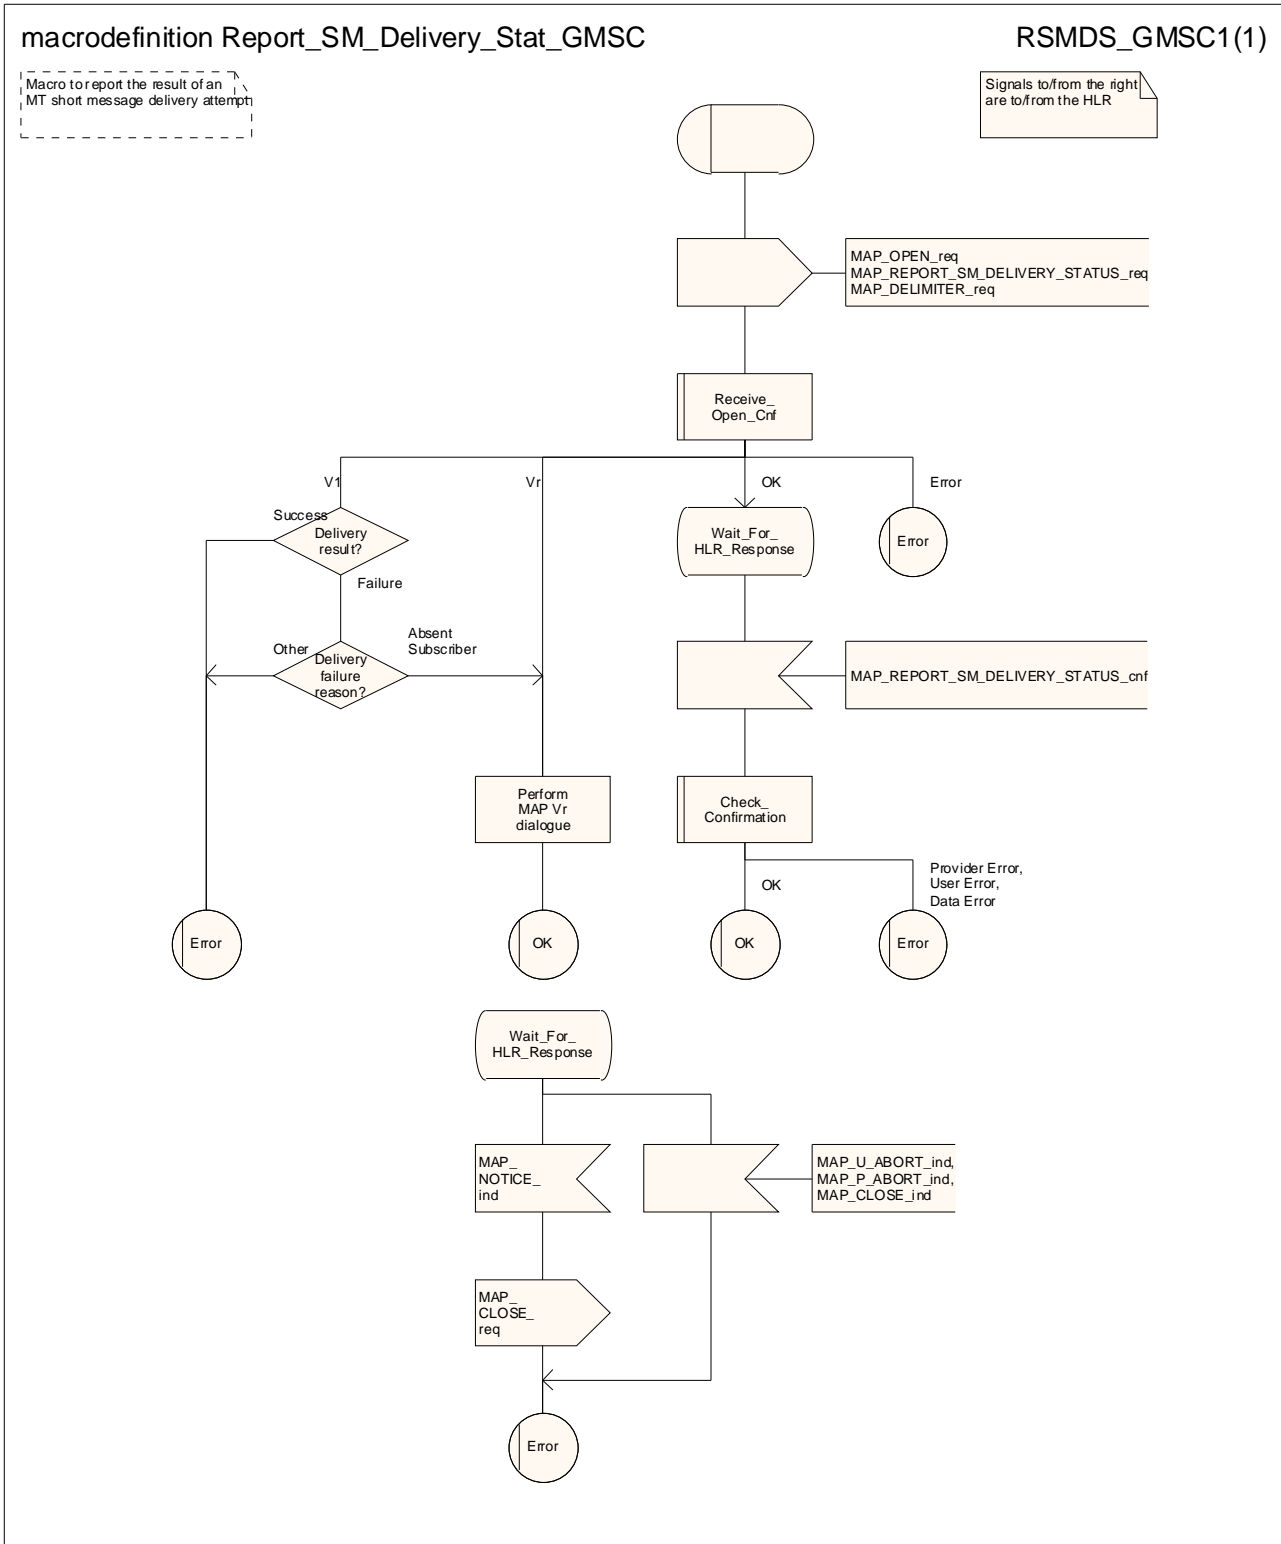 macrodefinition Report_SM_Delivery_Stat_GMSC
RSMDS_GMSC1(1)
Macro to report the result of an
MT short message delivery attempt
Signals to/from the right
are to/from the HLR
MAP_OPEN_req
MAP_REPORT_SM_DELIVERY_STATUS_req
MAP_DELIMITER_req
Receive_
Open_Cnf
V1
Vr
OK
Error
Success
Delivery
result?
Wait_For_
HLR_Response
Error
Failure
Other
Absent
Subscriber
Delivery
failure
reason?
MAP_REPORT_SM_DELIVERY_STATUS_cnf
Perform
MAP Vr
dialogue
Check_
Confirmation
OK
Provider Error,
User Error,
Data Error
Error
OK
OK
Error
Wait_For_
HLR_Response
MAP_
NOTICE_
ind
MAP_U_ABORT_ind,
MAP_P_ABORT_ind,
MAP_CLOSE_ind
MAP_
CLOSE_
req
Error